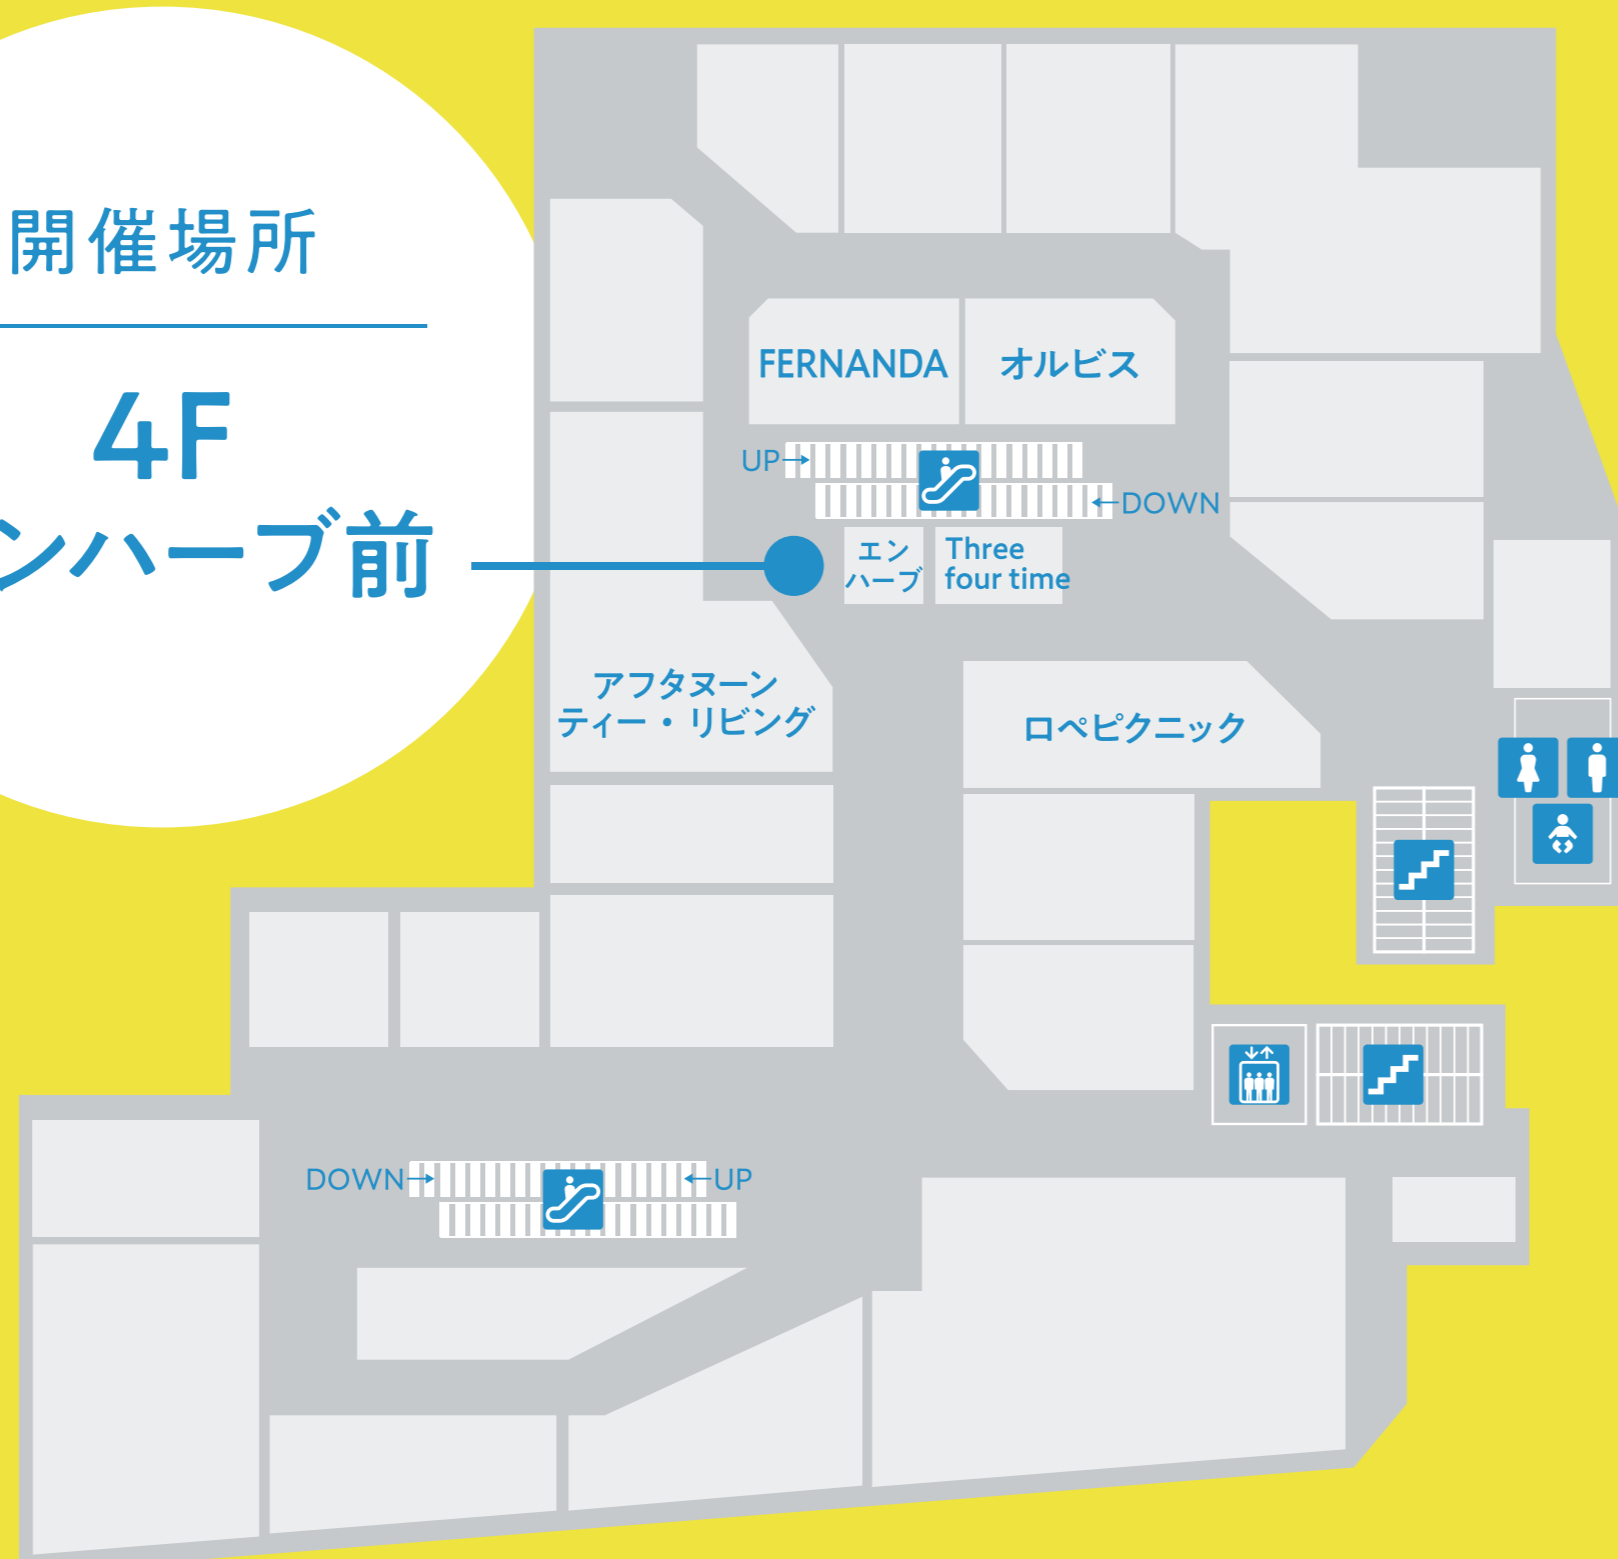 開催場所
4F
ンハーブ前
FERNANDA
オルビス
UP→
←DOWN
エン
ハーブ
Three
four time
アフタヌーン
ティー・リビング
ロペピクニック
DOWN→
←UP